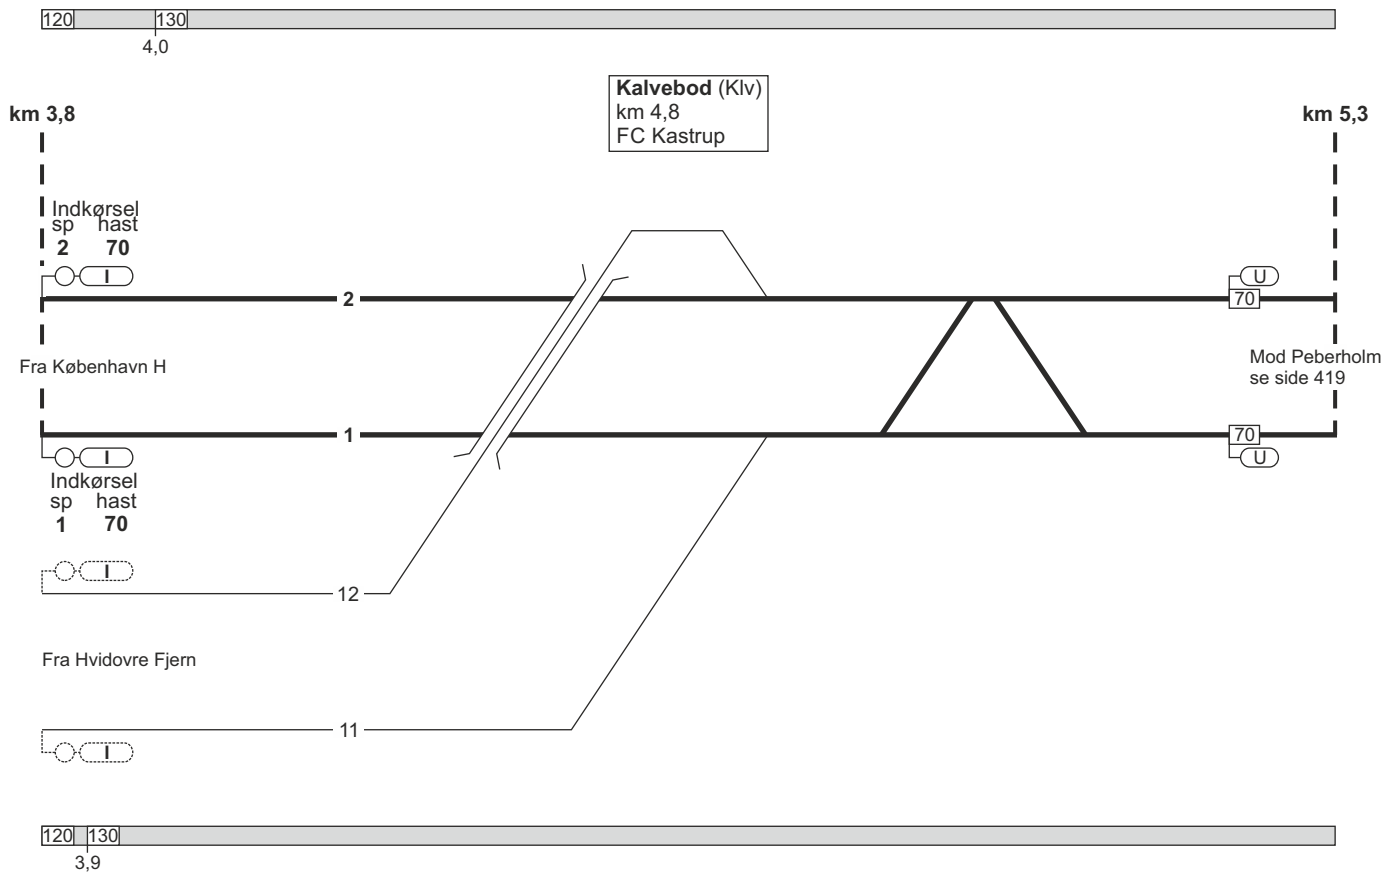 120 130
4,0
Kalvebod (Klv)
km 4,8
FC Kastrup
km 3,8
km 5,3
Indkørsel
sp hast
2 70
I
U
2
70
Fra København H
Mod Peberholm
se side 419
1
70
I
U
Indkørsel
sp hast
1 70
I
12
Fra Hvidovre Fjern
11
I
120 130
3,9